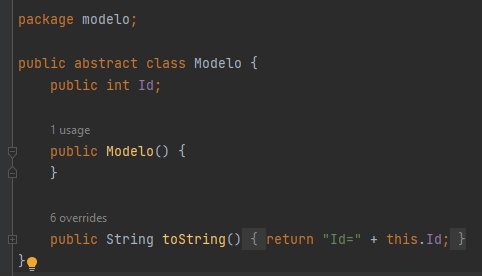 package modelo;
public abstract class Modelo {
public int Id;
1 usage
public Modelo() {
}
6 overrides
public String toString() { return "Id=" + this.Id; }
}